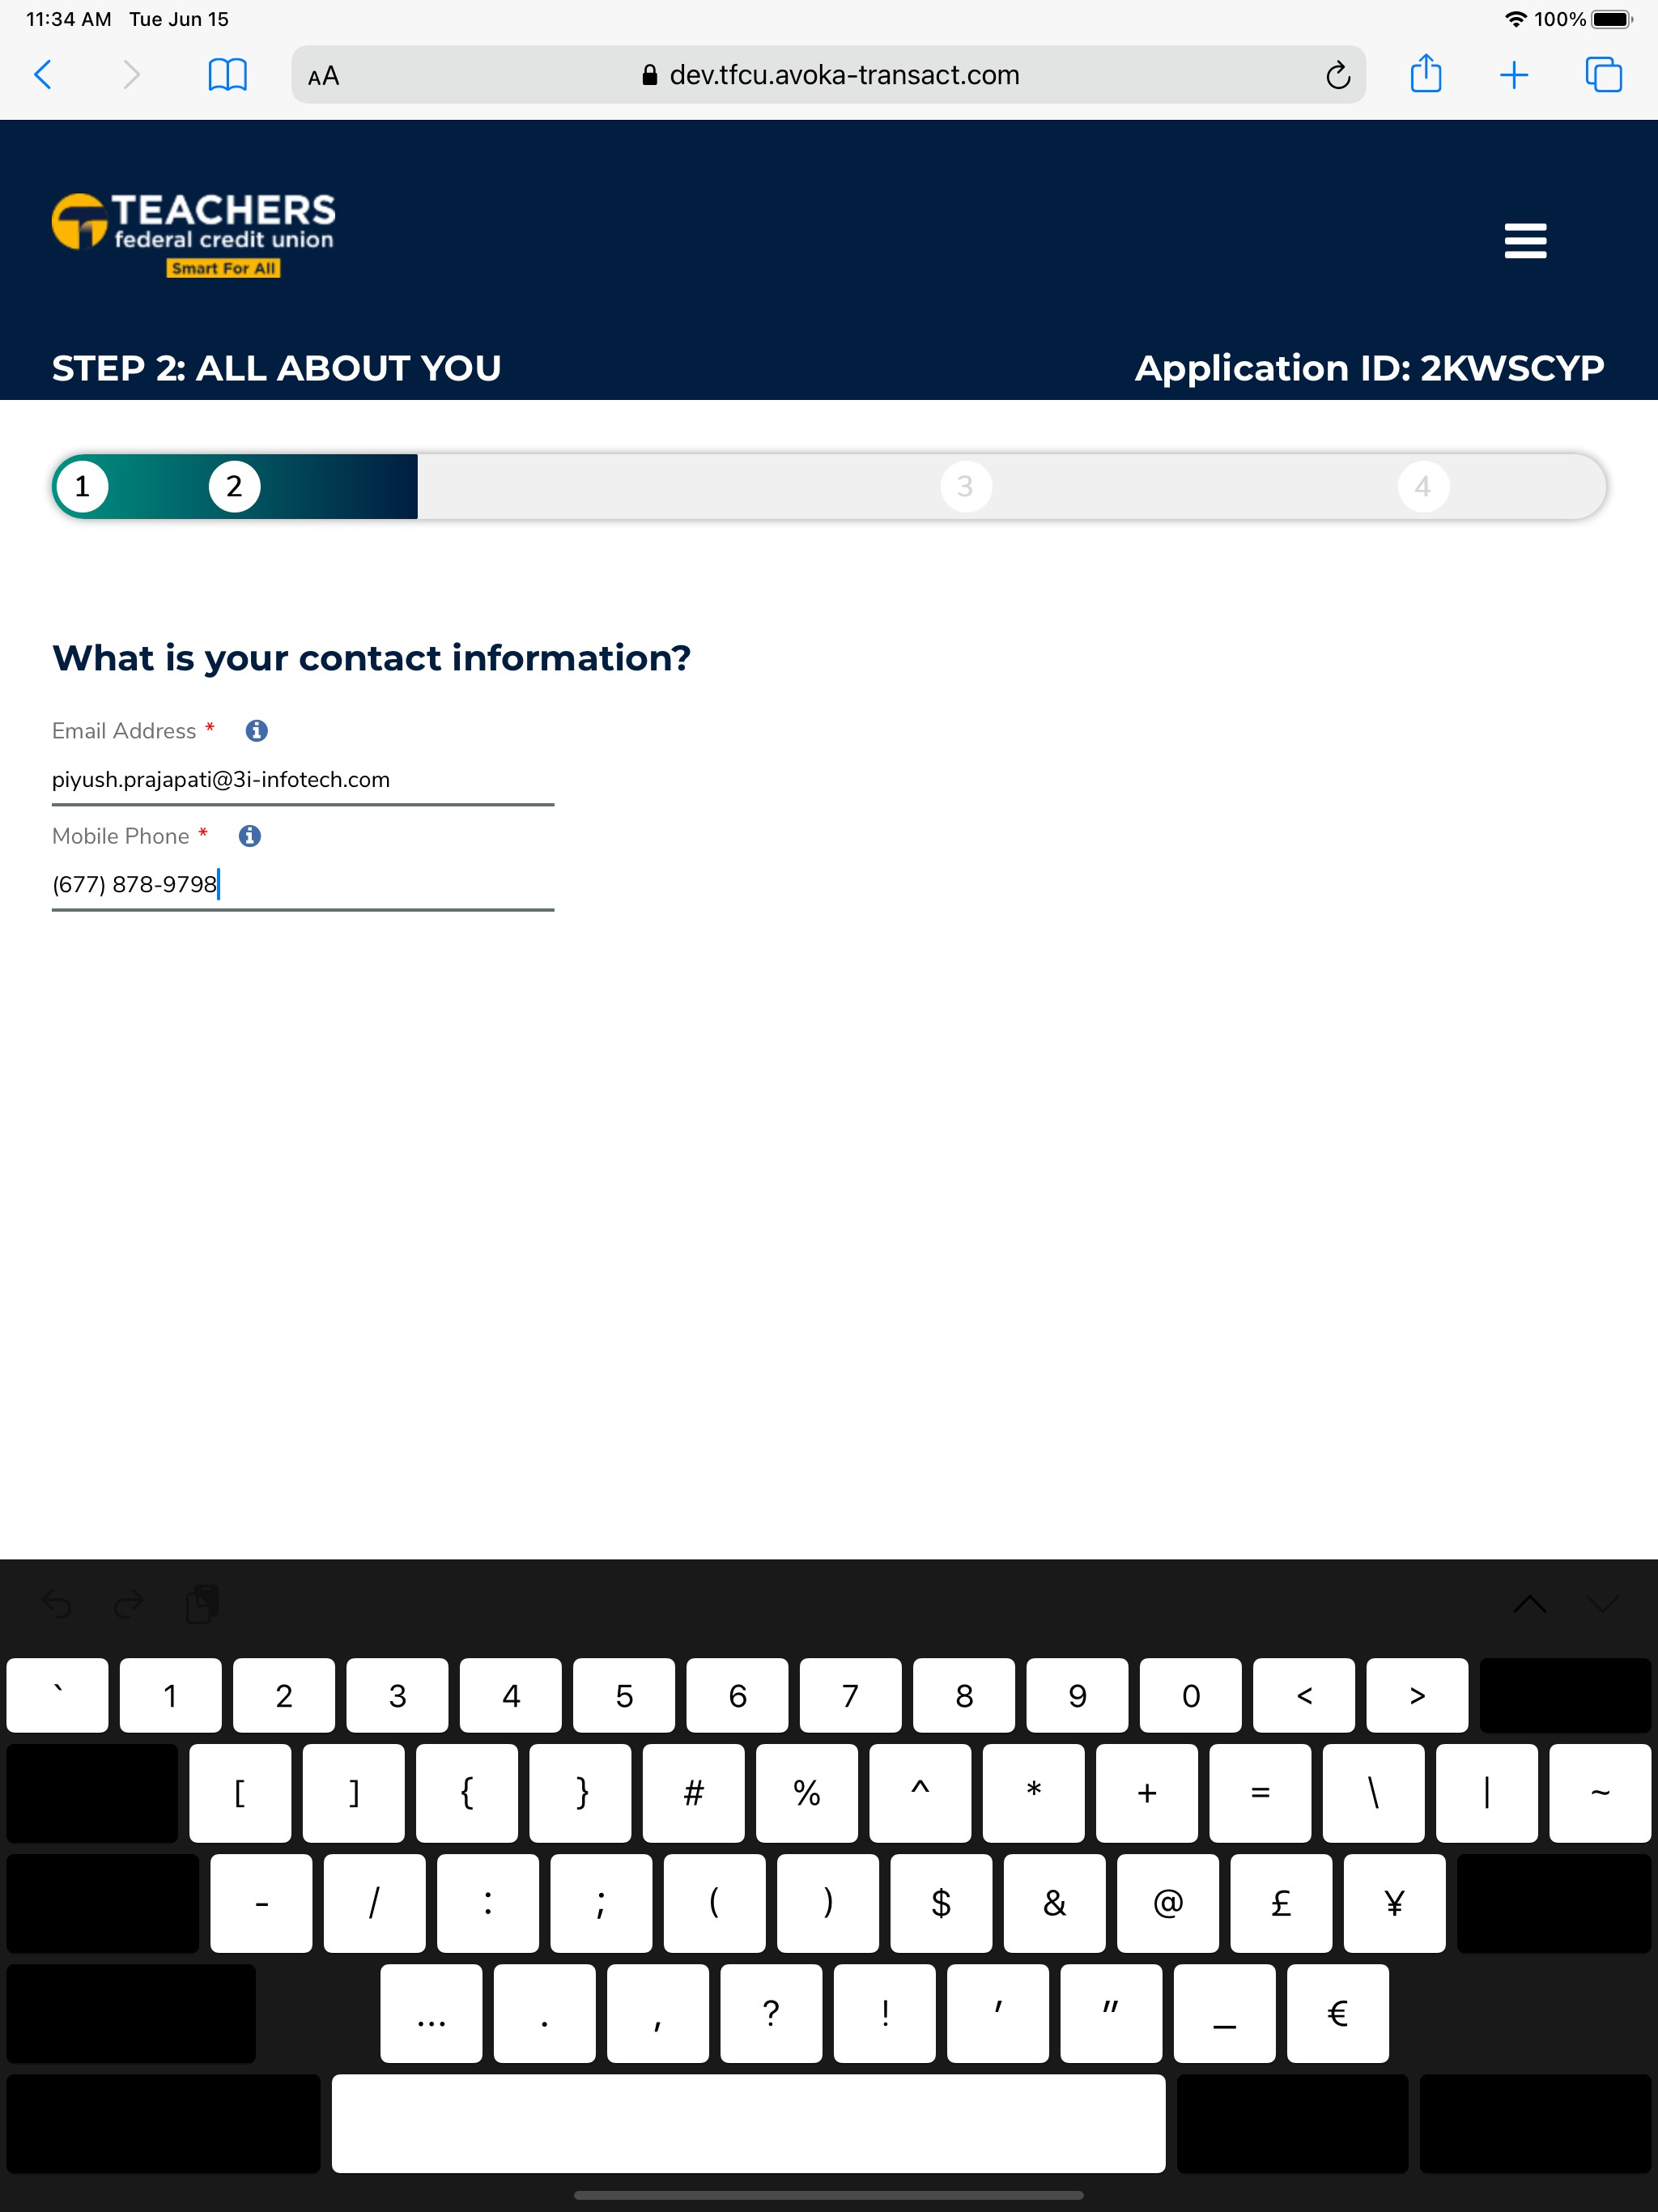 11:34 AM Tue Jun 15
100%
AA
dev.tfcu.avoka-transact.com
TEACHERS
federal credit union
Smart For All
STEP 2: ALL ABOUT YOU
Application ID: 2KWSCYP
1 2 3 4
What is your contact information?
Email Address *
piyush.prajapati@3i-infotech.com
Mobile Phone *
(677) 878-9798
` 1 2 3 4 5 6 7 8 9 0 < >
[ ] { } # % ^ * + = \ | ~
- / : ; ( ) $ & @ £ ¥
... . , ? ! ' " _ €